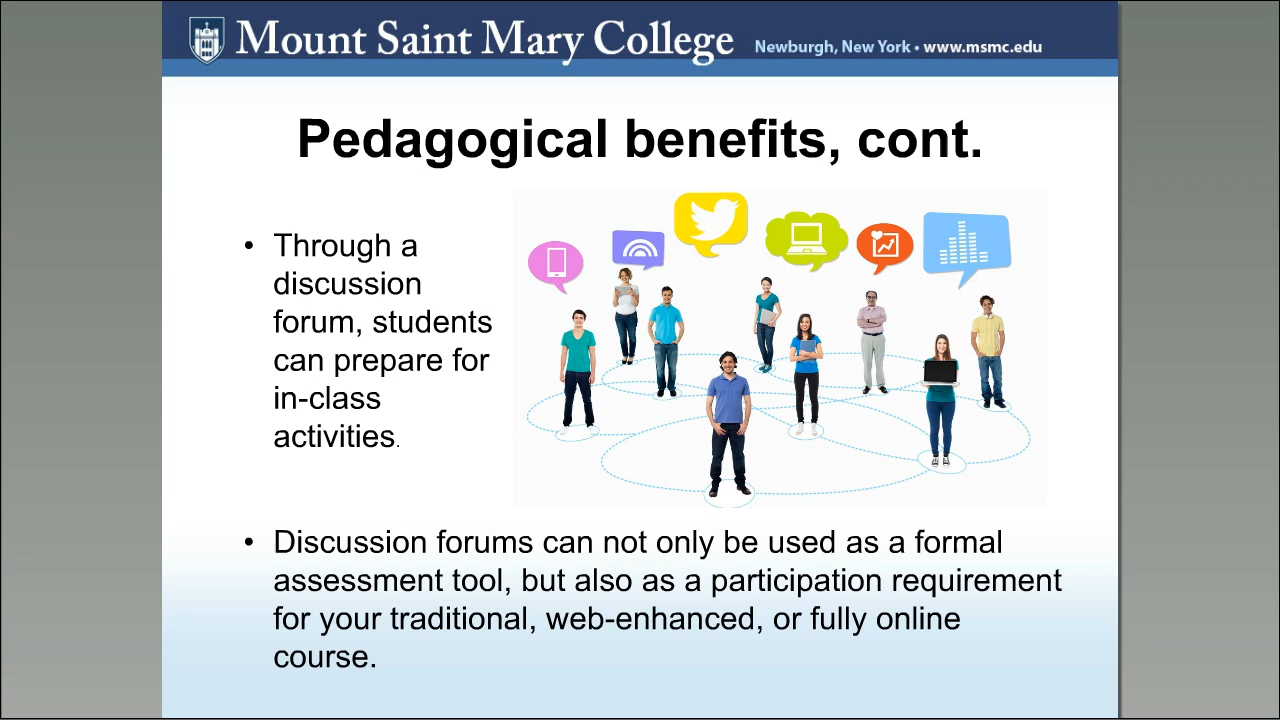 Mount Saint Mary College Newburgh, New York • www.msmc.edu
Pedagogical benefits, cont.
• Through a
discussion
forum, students
can prepare for
in-class
activities.
• Discussion forums can not only be used as a formal
assessment tool, but also as a participation requirement
for your traditional, web-enhanced, or fully online
course.